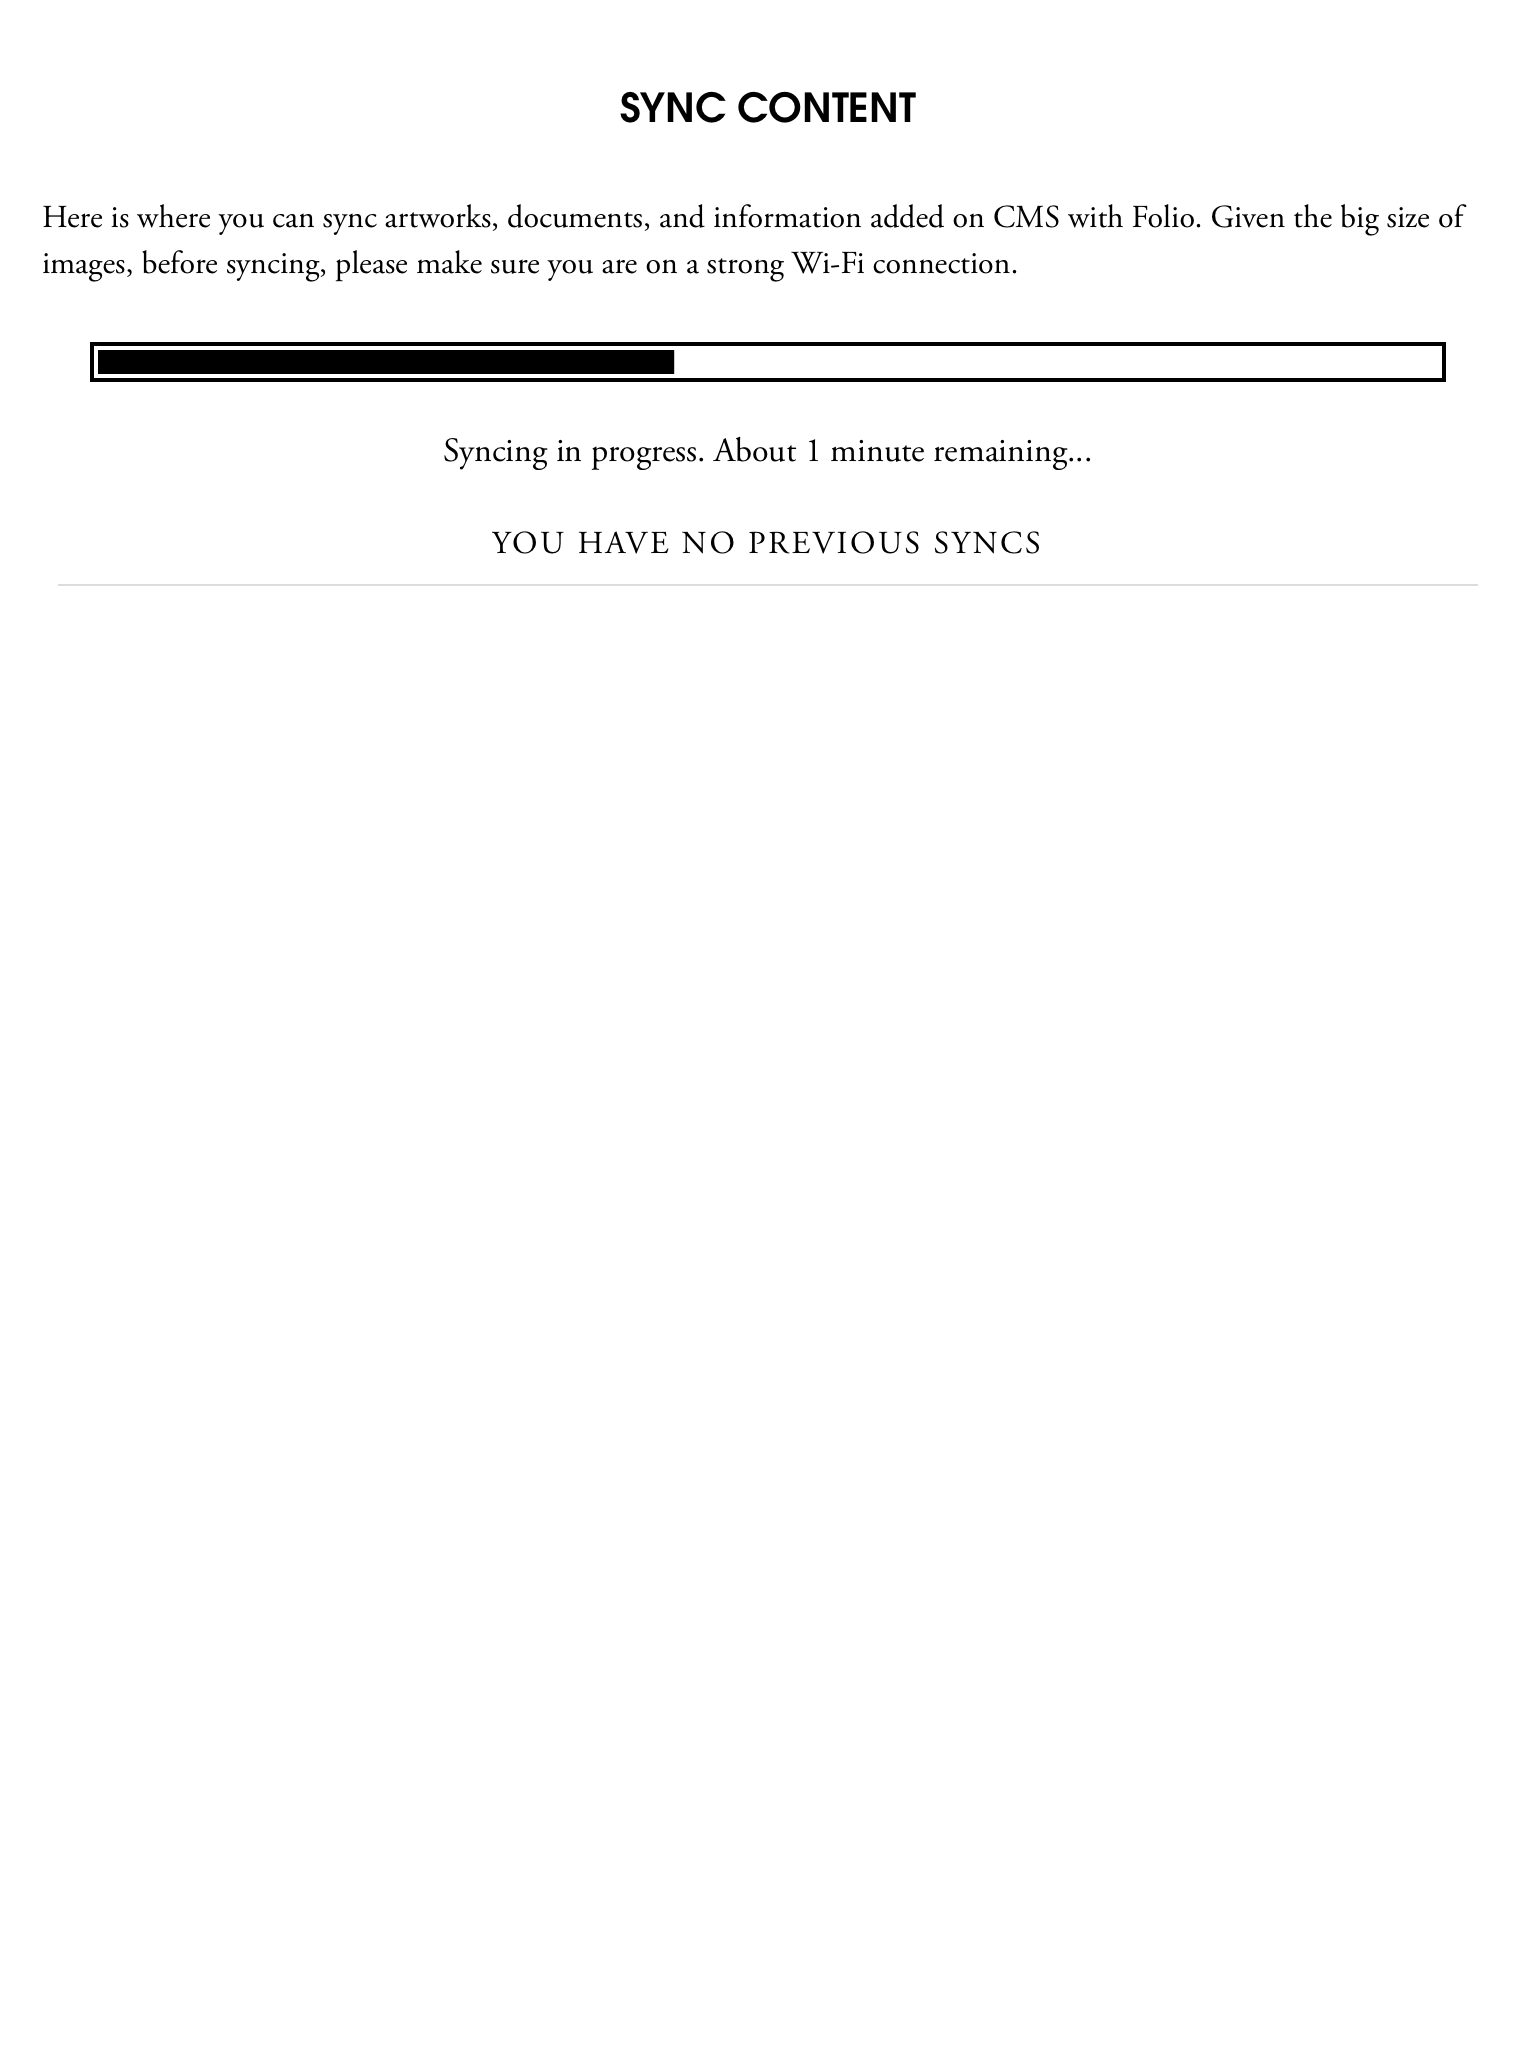 SYNC CONTENT
Here is where you can sync artworks, documents, and information added on CMS with Folio. Given the big size of
images, before syncing, please make sure you are on a strong Wi-Fi connection.
Syncing in progress. About 1 minute remaining...
YOU HAVE NO PREVIOUS SYNCS